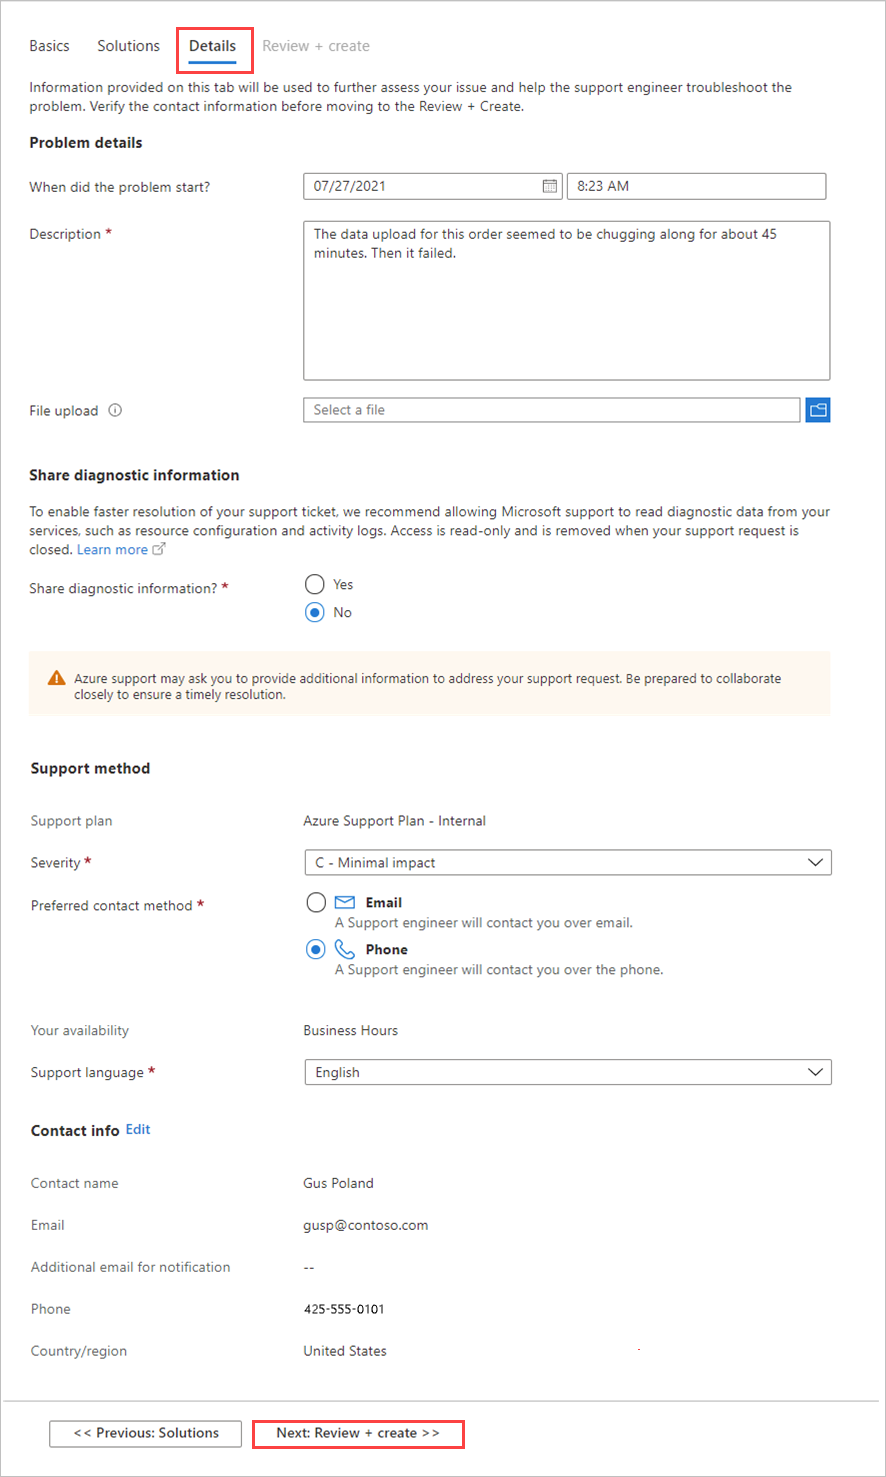 Basics Solutions Details Review + create
Information provided on this tab will be used to further assess your issue and help the support engineer troubleshoot the
problem. Verify the contact information before moving to the Review + Create.
Problem details
When did the problem start? 07/27/2021 8:23 AM
Description * The data upload for this order seemed to be chugging along for about 45
minutes. Then it failed.
File upload Select a file
Share diagnostic information
To enable faster resolution of your support ticket, we recommend allowing Microsoft support to read diagnostic data from your
services, such as resource configuration and activity logs. Access is read-only and is removed when your support request is
closed. Learn more
Share diagnostic information? * Yes
No
Azure support may ask you to provide additional information to address your support request. Be prepared to collaborate
closely to ensure a timely resolution.
Support method
Support plan Azure Support Plan - Internal
Severity * C - Minimal impact
Preferred contact method * Email
A Support engineer will contact you over email.
Phone
A Support engineer will contact you over the phone.
Your availability Business Hours
Support language * English
Contact info Edit
Contact name Gus Poland
Email gusp@contoso.com
Additional email for notification --
Phone 425-555-0101
Country/region United States
<< Previous: Solutions Next: Review + create >>